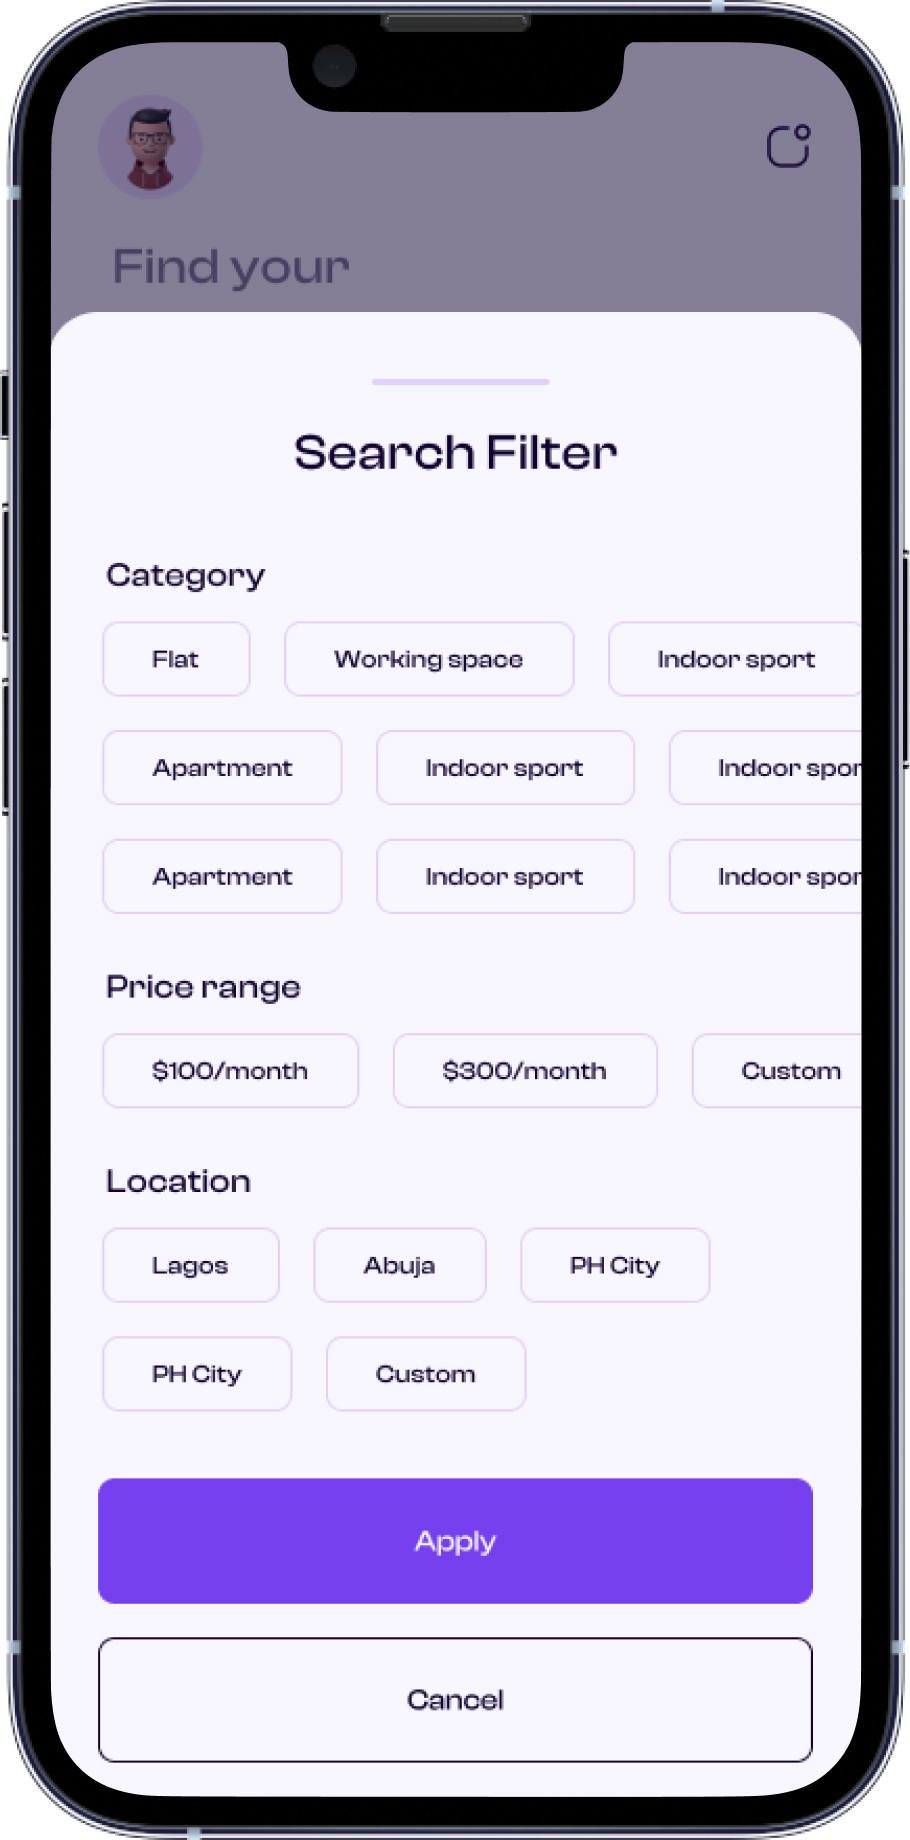 Find your
Search Filter
Category
Flat Working space Indoor sport
Apartment Indoor sport Indoor spor
Apartment Indoor sport Indoor spor
Price range
$100/month $300/month Custom
Location
Lagos Abuja PH City
PH City Custom
Apply
Cancel